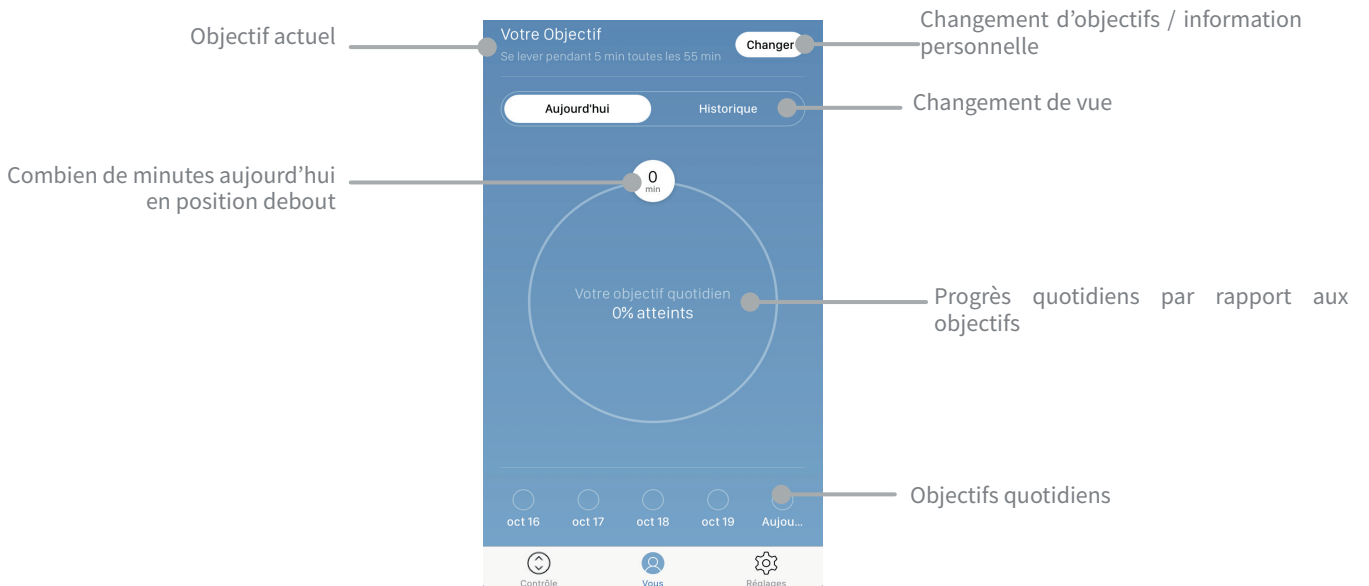 Objectif actuel
Votre Objectif
Se lever pendant 5 min toutes les 55 min
Changer
Changement d’objectifs / information
personnelle
Aujourd'hui
Historique
Changement de vue
Combien de minutes aujourd’hui
en position debout
0
min
Votre objectif quotidien
0% atteints
Progrès quotidiens par rapport aux
objectifs
Objectifs quotidiens
oct 16
oct 17
oct 18
oct 19
Aujou...
Contrôle
Vous
Réglages